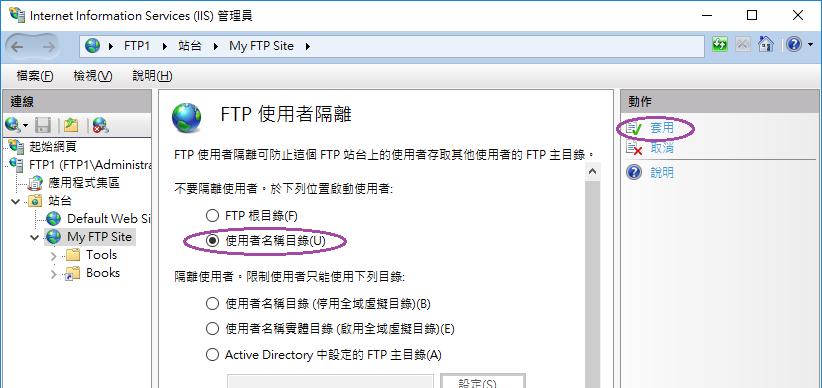 Internet Information Services (IIS) 管理員
FTP1 站台 My FTP Site
檔案(F) 檢視(V) 說明(H)
連線
起始網頁
FTP1 (FTP1\Administra
應用程式集區
站台
Default Web Si
My FTP Site
Tools
Books
FTP 使用者隔離
FTP 使用者隔離可防止這個 FTP 站台上的使用者存取其他使用者的 FTP 主目錄。
不要隔離使用者。於下列位置啟動使用者:
FTP 根目錄(F)
使用者名稱目錄(U)
隔離使用者。限制使用者只能使用下列目錄:
使用者名稱目錄 (停用全域虛擬目錄)(B)
使用者名稱實體目錄 (啟用全域虛擬目錄)(E)
Active Directory 中設定的 FTP 主目錄(A)
設定(S)
動作
套用
取消
說明